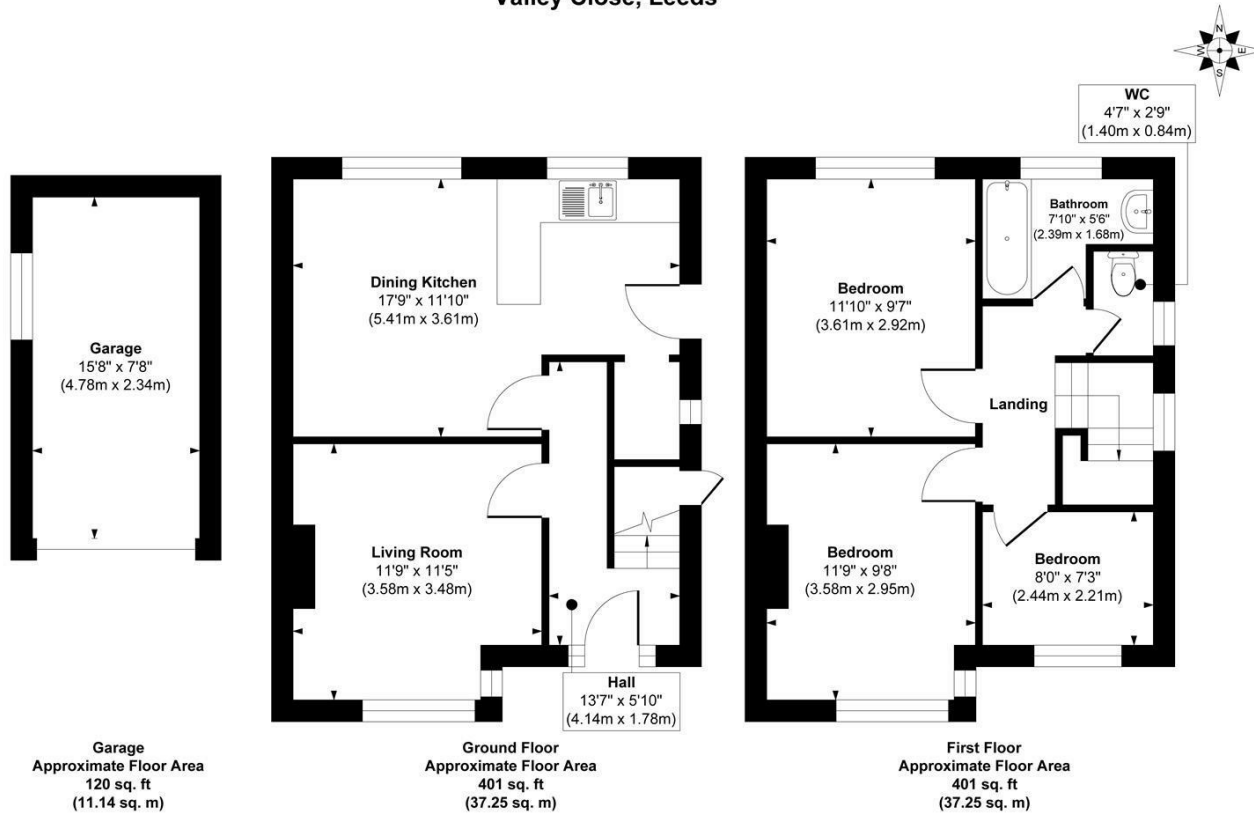 Valley Close, Leeds
N
W
E
S
WC
4'7" x 2'9"
(1.40m x 0.84m)
Garage
15'8" x 7'8"
(4.78m x 2.34m)
Dining Kitchen
17'9" x 11'10"
(5.41m x 3.61m)
Living Room
11'9" x 11'5"
(3.58m x 3.48m)
Hall
13'7" x 5'10"
(4.14m x 1.78m)
Bedroom
11'10" x 9'7"
(3.61m x 2.92m)
Bathroom
7'10" x 5'6"
(2.39m x 1.68m)
Landing
Bedroom
11'9" x 9'8"
(3.58m x 2.95m)
Bedroom
8'0" x 7'3"
(2.44m x 2.21m)
Garage
Approximate Floor Area
120 sq. ft
(11.14 sq. m)
Ground Floor
Approximate Floor Area
401 sq. ft
(37.25 sq. m)
First Floor
Approximate Floor Area
401 sq. ft
(37.25 sq. m)